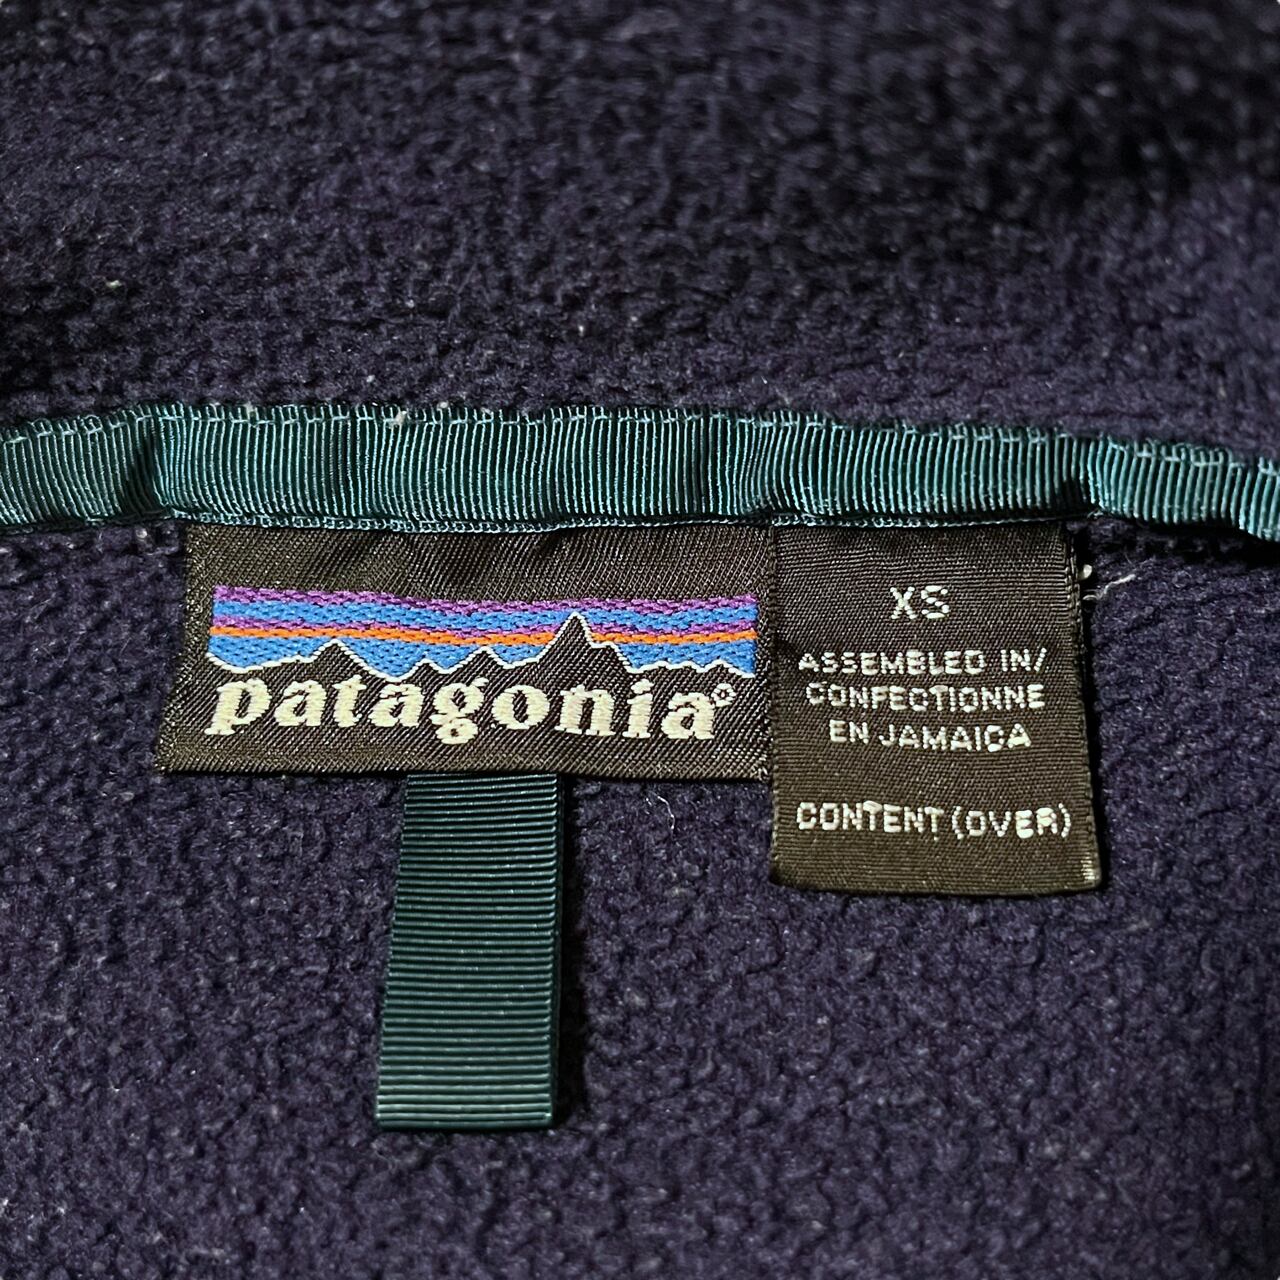 patagonia®
XS
ASSEMBLED IN/
CONFECTIONNE
EN JAMAICA
CONTENT (OVER)